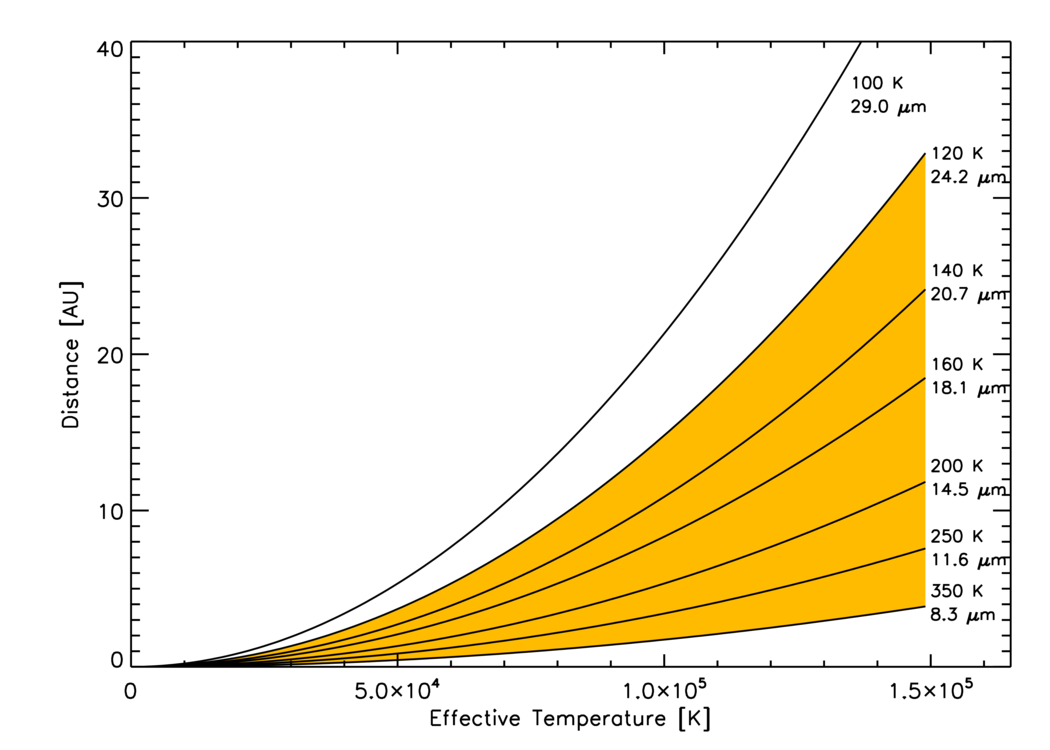 40
30
20
10
0
Distance [AU]
100 K
29.0 μm
120 K
24.2 μm
140 K
20.7 μm
160 K
18.1 μm
200 K
14.5 μm
250 K
11.6 μm
350 K
8.3 μm
0
5.0×10⁴
1.0×10⁵
1.5×10⁵
Effective Temperature [K]